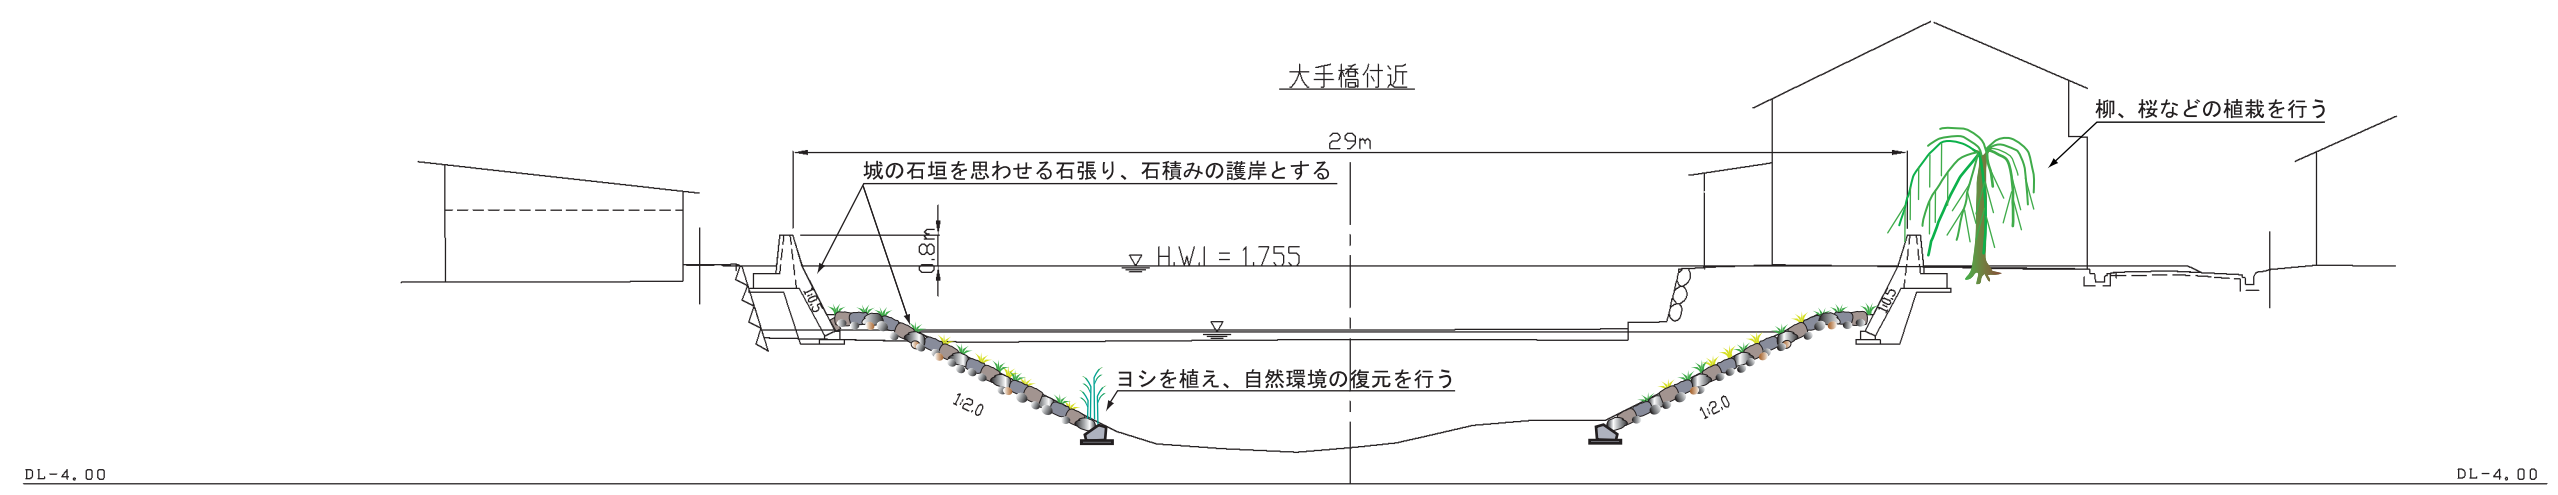 大手橋付近
柳、桜などの植栽を行う
29m
城の石垣を思わせる石張り、石積みの護岸とする
0.8m
H.W.l = 1.755
1:0.5
1:0.5
ヨシを植え、自然環境の復元を行う
1:2.0
1:2.0
DL-4.00
DL-4.00